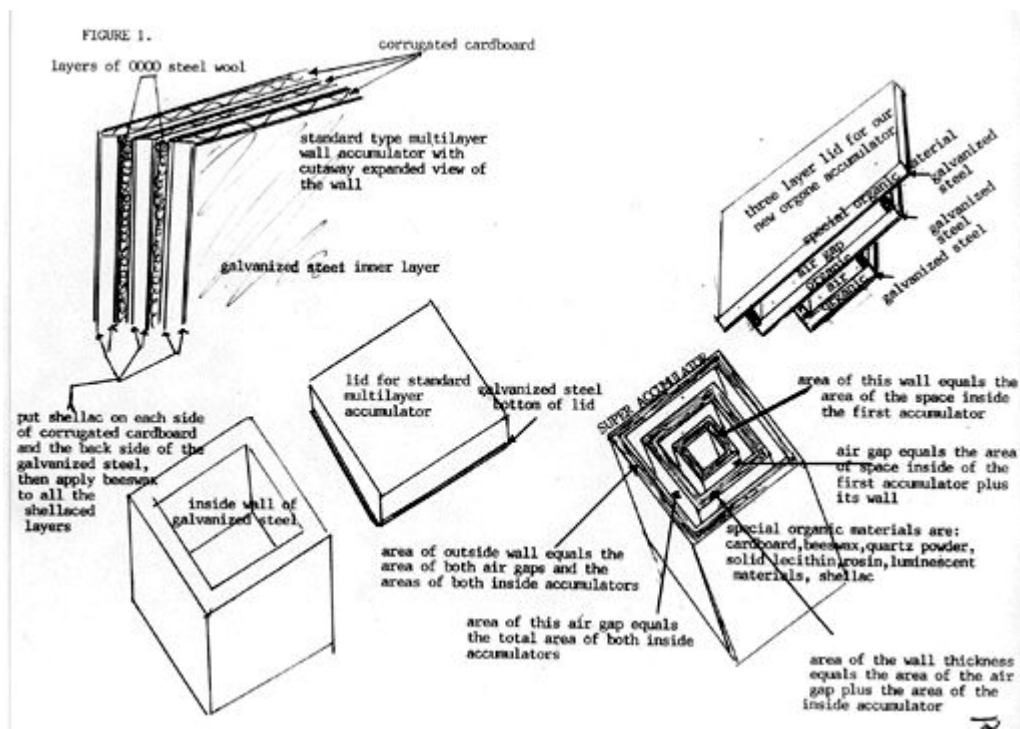 FIGURE 1.
layers of 0000 steel wool
corrugated cardboard
standard type multilayer
wall accumulator with
cutaway expanded view of
the wall
galvanized steel inner layer
put shellac on each side
of corrugated cardboard
and the back side of the
galvanized steel,
then apply beeswax
to all the
shellaced
layers
inside wall of
galvanized steel
lid for standard
multilayer
accumulator
galvanized steel
bottom of lid
three layer lid for our
new orgone accumulator
special organic material
air gap
organic
air
organic
galvanized
steel
galvanized
steel
galvanized steel
SUPER ACCUMULATOR
area of this wall equals the
area of the space inside
the first accumulator
air gap equals the area
of space inside of the
first accumulator plus
its wall
special organic materials are:
cardboard,beeswax,quartz powder,
solid lecithin,rosin,luminescent
materials, shellac
area of outside wall equals the
area of both air gaps and the
areas of both inside accumulators
area of this air gap equals
the total area of both inside
accumulators
area of the wall thickness
equals the area of the air
gap plus the area of the
inside accumulator